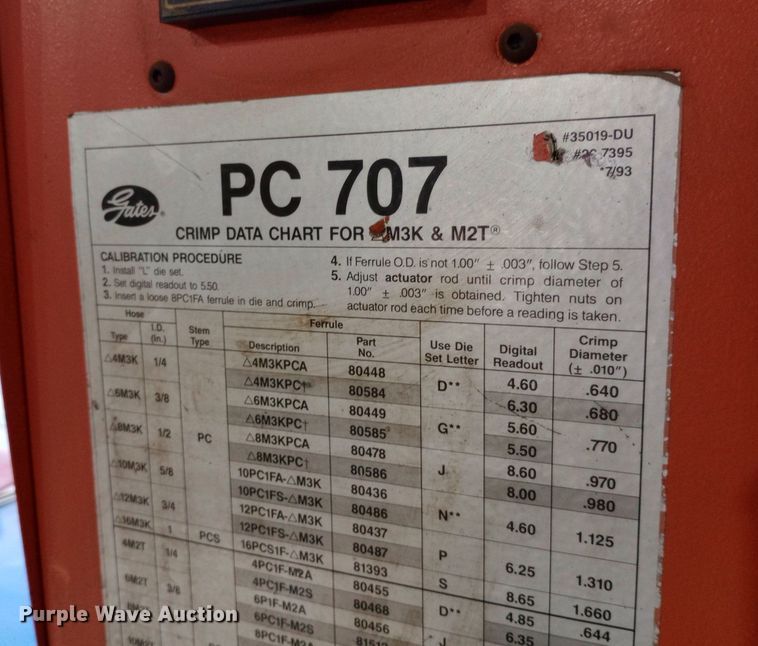 #35019-DU
7395
7/93
Gates®
PC 707
CRIMP DATA CHART FOR △M3K & M2T®
CALIBRATION PROCEDURE
1. Install "L" die set.
2. Set digital readout to 5.50.
3. Insert a loose 8PC1FA ferrule in die and crimp.
4. If Ferrule O.D. is not 1.00" ± .003", follow Step 5.
5. Adjust actuator rod until crimp diameter of
1.00" ± .003" is obtained. Tighten nuts on
actuator rod each time before a reading is taken.
Hose
Type
I.D.
(In.)
Stem
Type
Ferrule
Description
Part
No.
Use Die
Set Letter
Digital
Readout
Crimp
Diameter
(± .010")
△4M3K 1/4 PC △4M3KPCA 80448 D** 4.60 .640
△4M3KPC† 80584 6.30 .680
△6M3K 3/8 △6M3KPCA 80449 G** 5.60 .770
△6M3KPC† 80585 5.50
△8M3K 1/2 △8M3KPCA 80478 J 8.60 .970
△8M3KPC† 80586 8.00 .980
△10M3K 5/8 10PC1FA-△M3K 80436 N** 4.60 1.125
10PC1FS-△M3K 80486
△12M3K 3/4 12PC1FA-△M3K 80437 P 6.25 1.310
12PC1FS-△M3K 80487
△16M3K 1 PCS 16PCS1F-△M3K 81393 S 8.65 1.660
4M2T 1/4 4PC1F-M2A 80455 D** 4.85 .644
4PC1F-M2S 80468
6M2T 3/8 6P1F-M2A 80456 J 6.35
6PC1F-M2S
8PC1F-M2A
Purple Wave Auction